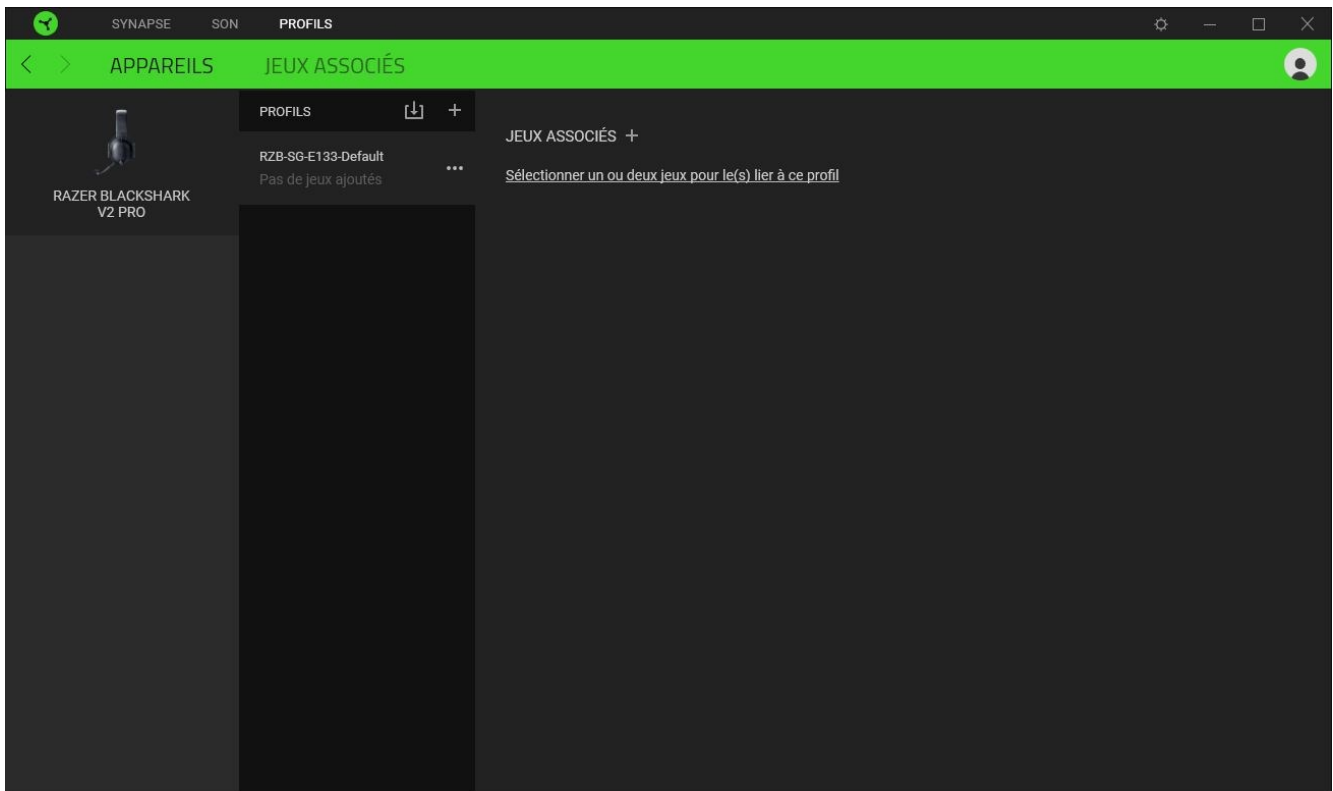 SYNAPSE SON PROFILS
APPAREILS JEUX ASSOCIÉS
RAZER BLACKSHARK
V2 PRO
PROFILS
RZB-SG-E133-Default
Pas de jeux ajoutés
JEUX ASSOCIÉS +
Sélectionner un ou deux jeux pour le(s) lier à ce profil